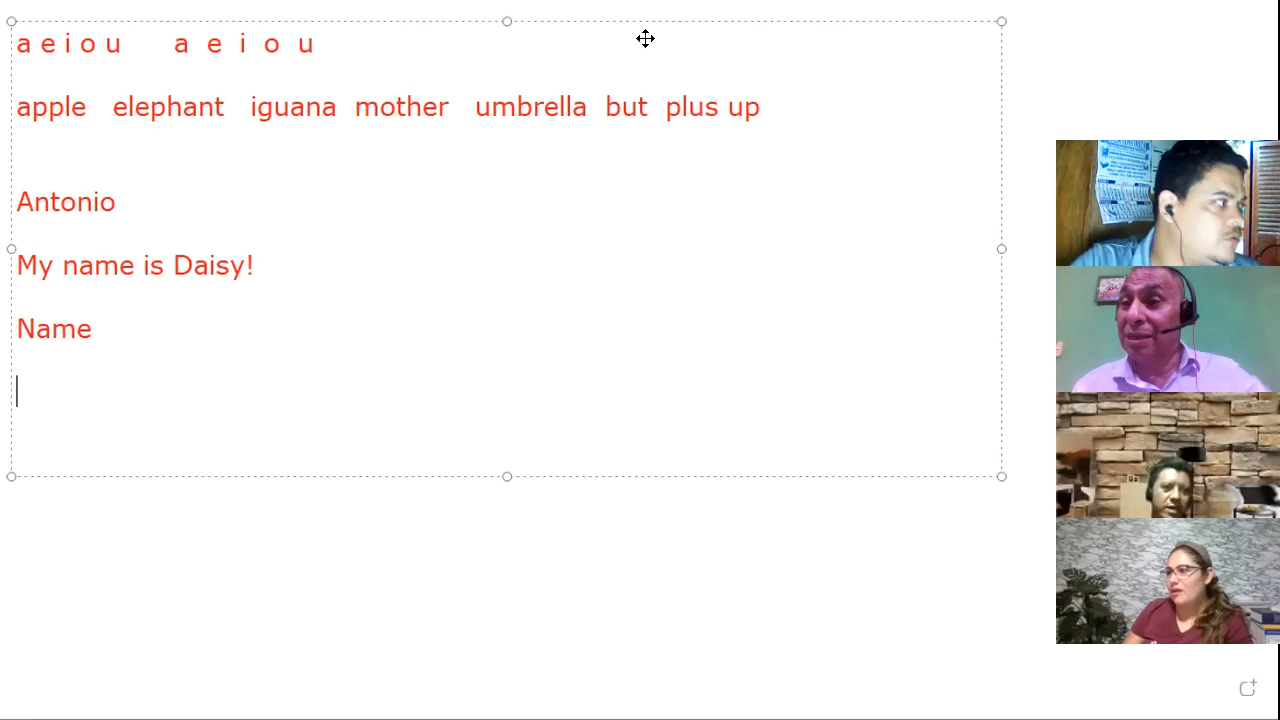 a e i o u a e i o u
apple elephant iguana mother umbrella but plus up
Antonio
My name is Daisy!
Name